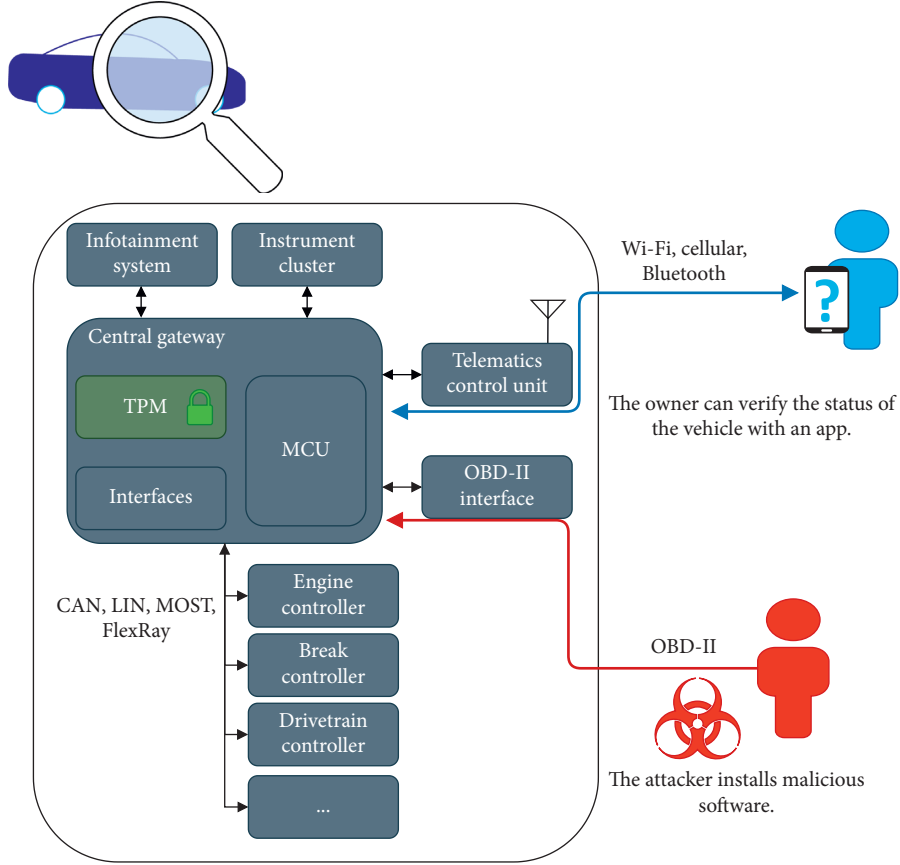 Infotainment
system
Instrument
cluster
Central gateway
TPM
MCU
Interfaces
Telematics
control unit
OBD-II
interface
Wi-Fi, cellular,
Bluetooth
?
The owner can verify the status of
the vehicle with an app.
CAN, LIN, MOST,
FlexRay
Engine
controller
Break
controller
Drivetrain
controller
...
OBD-II
The attacker installs malicious
software.